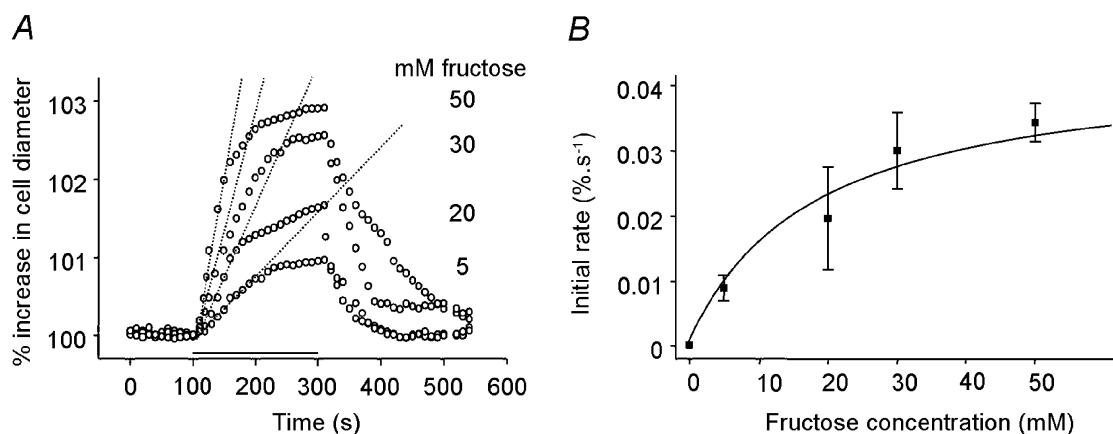 A
% increase in cell diameter
103
102
101
100
mM fructose
50
30
20
5
0 100 200 300 400 500 600
Time (s)
B
Initial rate (%.s-1)
0.04
0.03
0.02
0.01
0
0 10 20 30 40 50
Fructose concentration (mM)